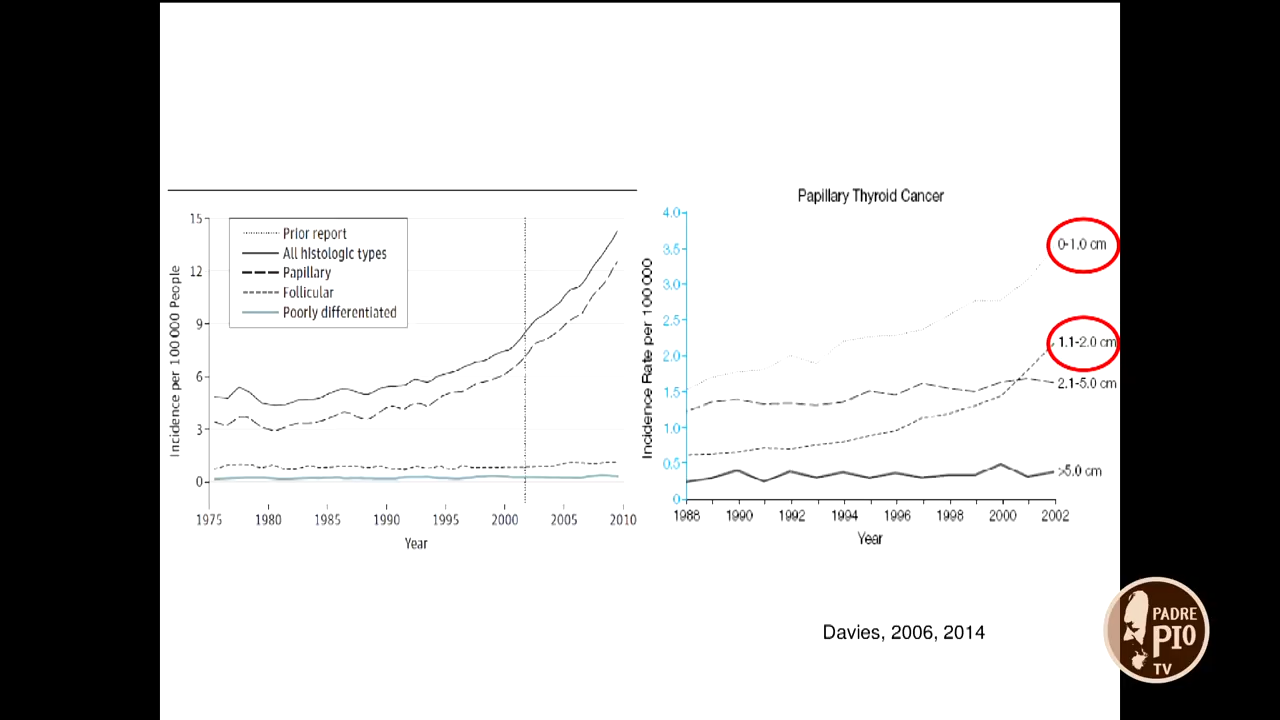 15
12
9
6
3
0
Incidence per 100 000 People
Prior report
All histologic types
Papillary
Follicular
Poorly differentiated
1975 1980 1985 1990 1995 2000 2005 2010
Year
Papillary Thyroid Cancer
4.0
3.5
3.0
2.5
2.0
1.5
1.0
0.5
0
Incidence Rate per 100 000
0-1.0 cm
1.1-2.0 cm
2.1-5.0 cm
>5.0 cm
1988 1990 1992 1994 1996 1998 2000 2002
Year
Davies, 2006, 2014
PADRE
PIO
TV